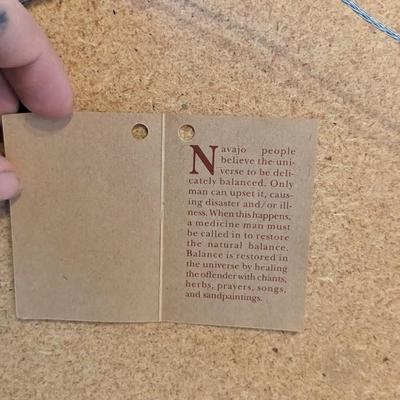 Navajo people
believe the uni-
verse to be deli-
cately balanced. Only
man can upset it, caus-
ing disaster and/or ill-
ness. When this happens,
a medicine man must
be called in to restore
the natural balance.
Balance is restored in
the universe by healing
the offender with chants,
herbs, prayers, songs,
and sandpaintings.